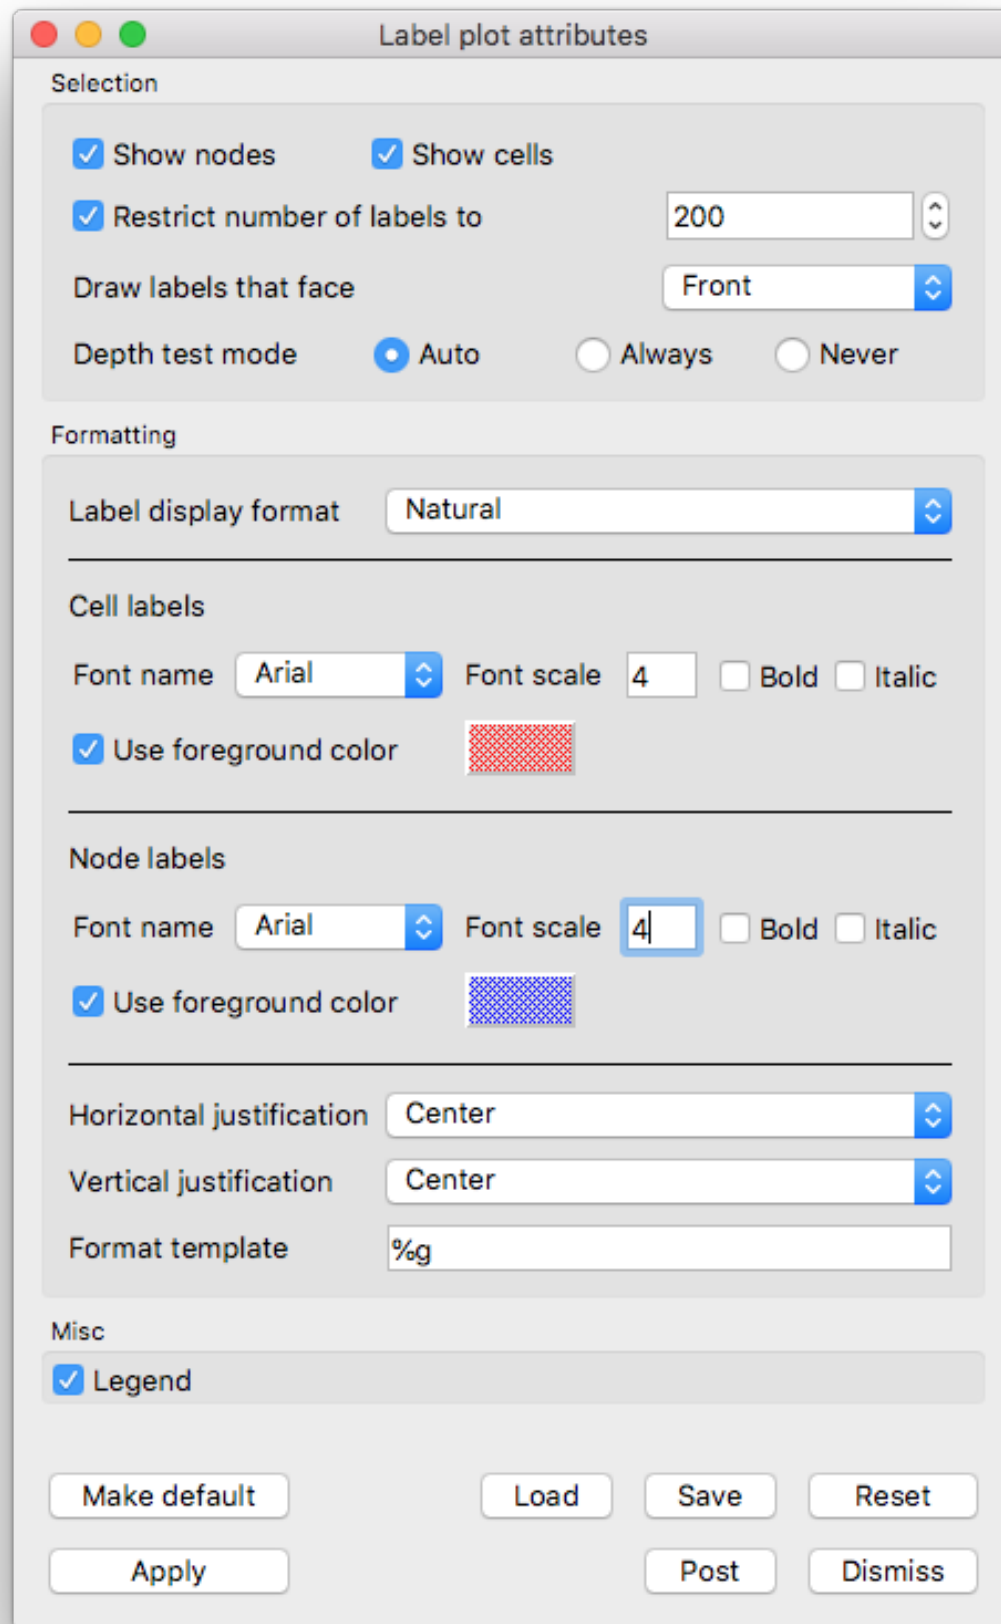 Label plot attributes
Selection
Show nodes Show cells
Restrict number of labels to 200
Draw labels that face Front
Depth test mode Auto Always Never
Formatting
Label display format Natural
Cell labels
Font name Arial Font scale 4 Bold Italic
Use foreground color
Node labels
Font name Arial Font scale 4 Bold Italic
Use foreground color
Horizontal justification Center
Vertical justification Center
Format template %g
Misc
Legend
Make default Load Save Reset
Apply Post Dismiss